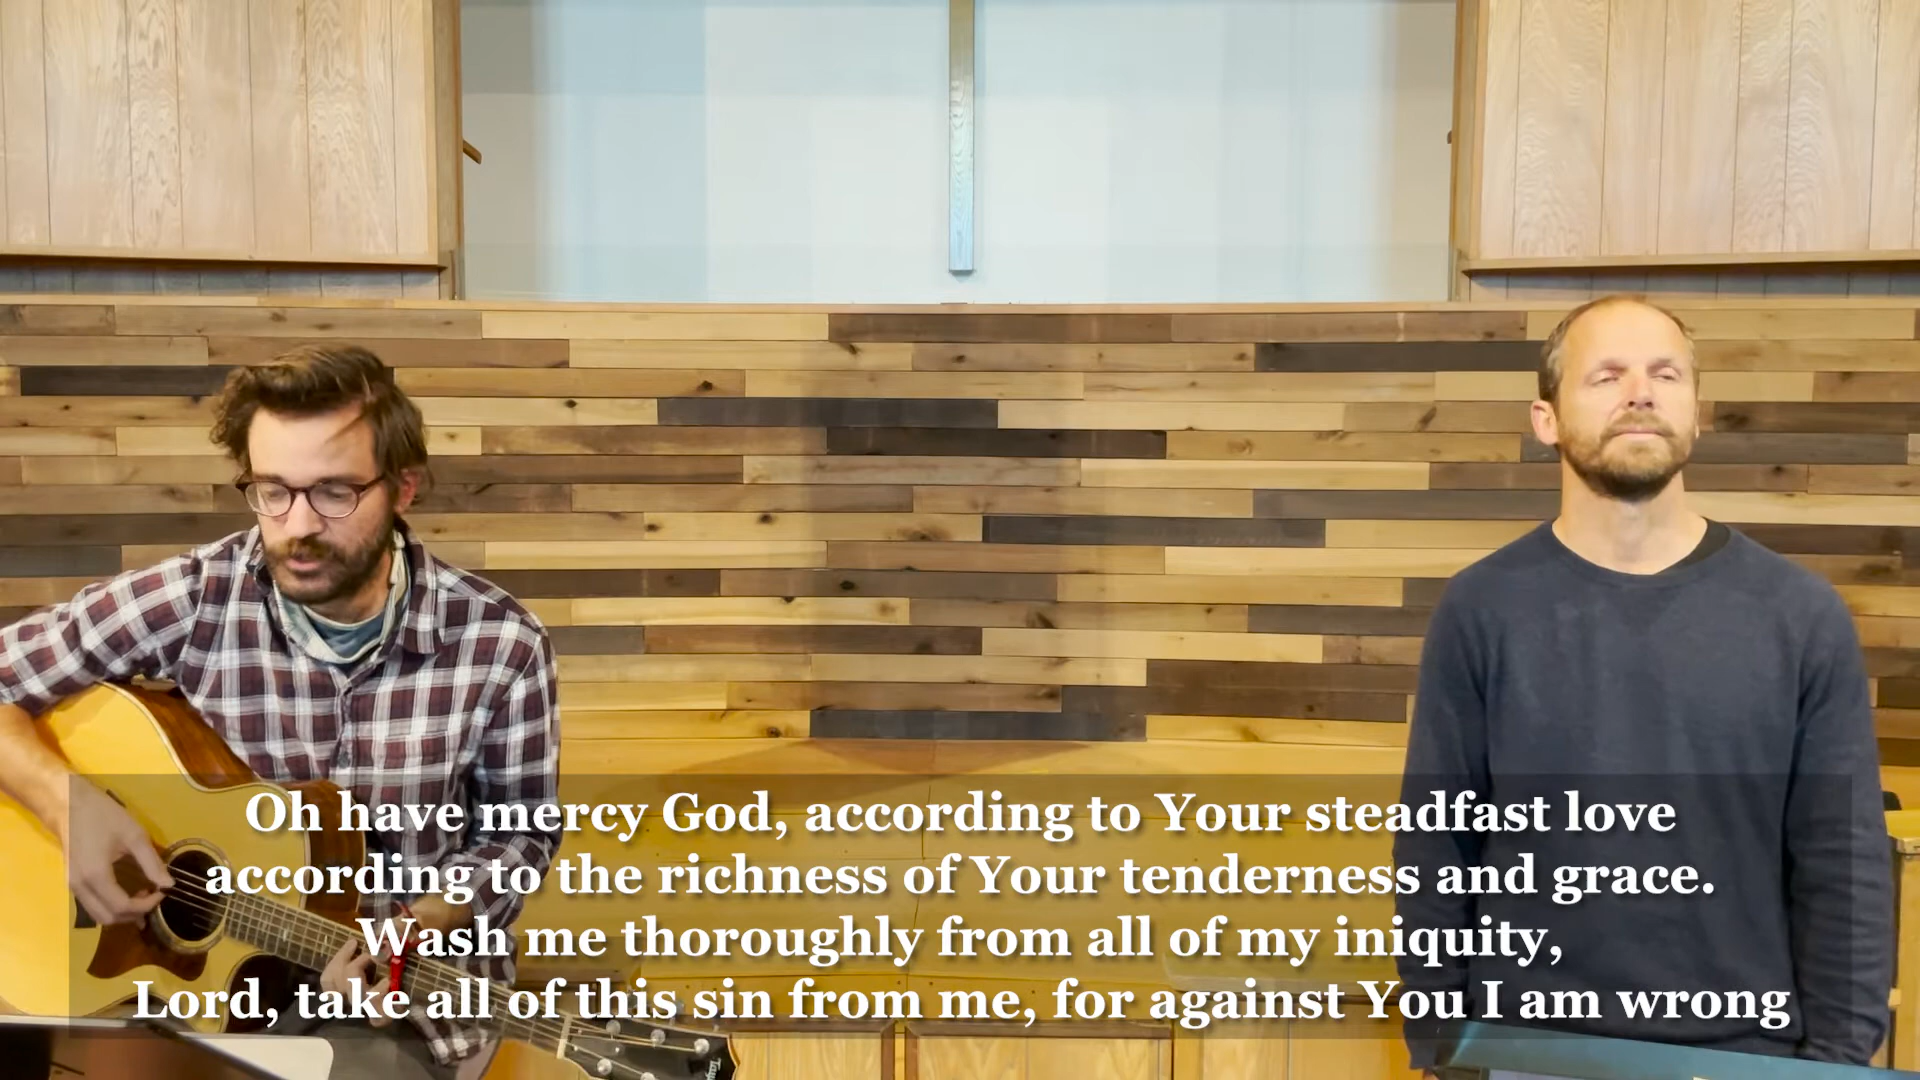 Oh have mercy God, according to Your steadfast love
according to the richness of Your tenderness and grace.
Wash me thoroughly from all of my iniquity,
Lord, take all of this sin from me, for against You I am wrong